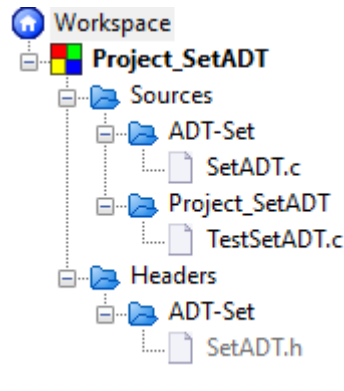 Workspace
Project_SetADT
Sources
ADT-Set
SetADT.c
Project_SetADT
TestSetADT.c
Headers
ADT-Set
SetADT.h